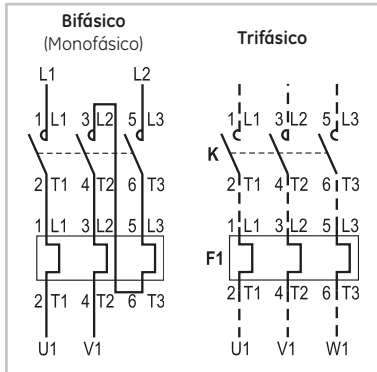 Bifásico
(Monofásico)
Trifásico
L1 L2
1 L1 3 L2 5 L3 1 L1 3 L2 5 L3
K
2 T1 4 T2 6 T3 2 T1 4 T2 6 T3
1 L1 3 L2 5 L3 1 L1 3 L2 5 L3
F1
2 T1 4 T2 6 T3 2 T1 4 T2 6 T3
U1 V1 U1 V1 W1